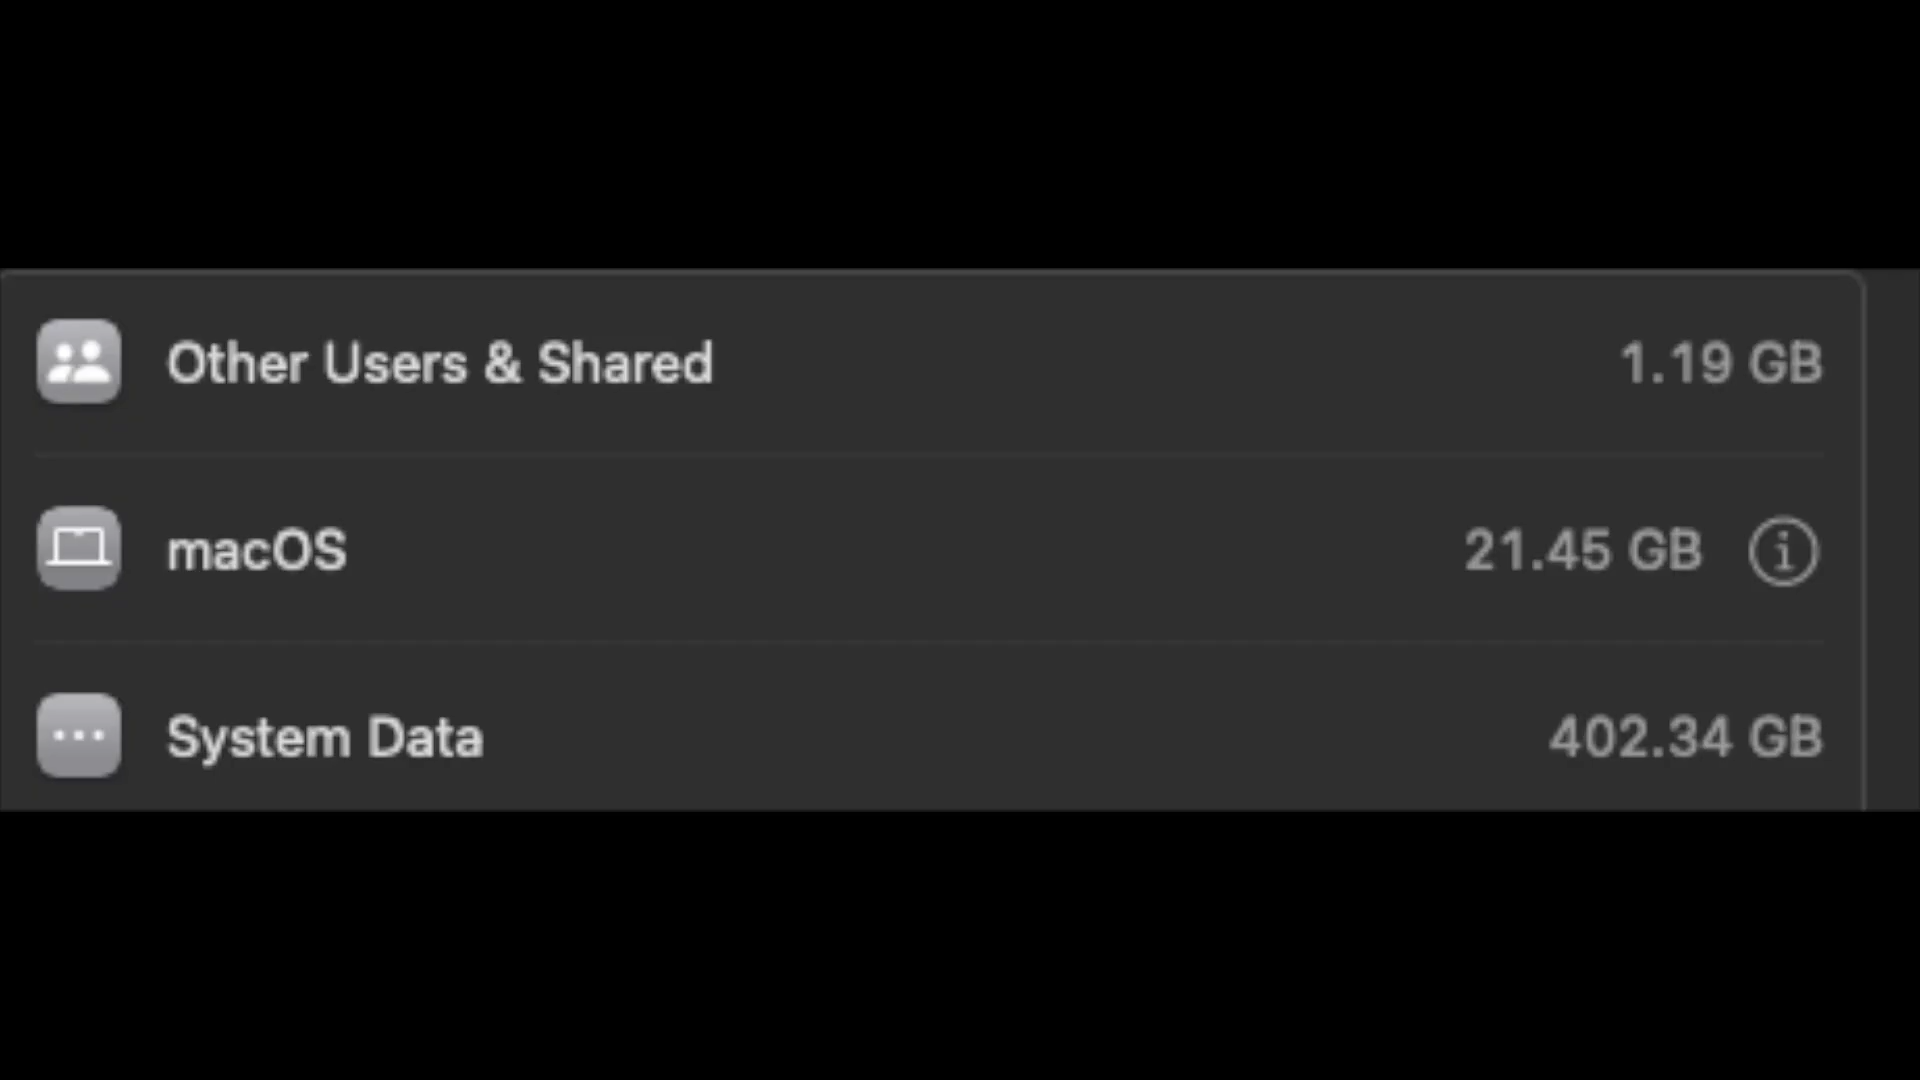 Other Users & Shared 1.19 GB
macOS 21.45 GB
System Data 402.34 GB